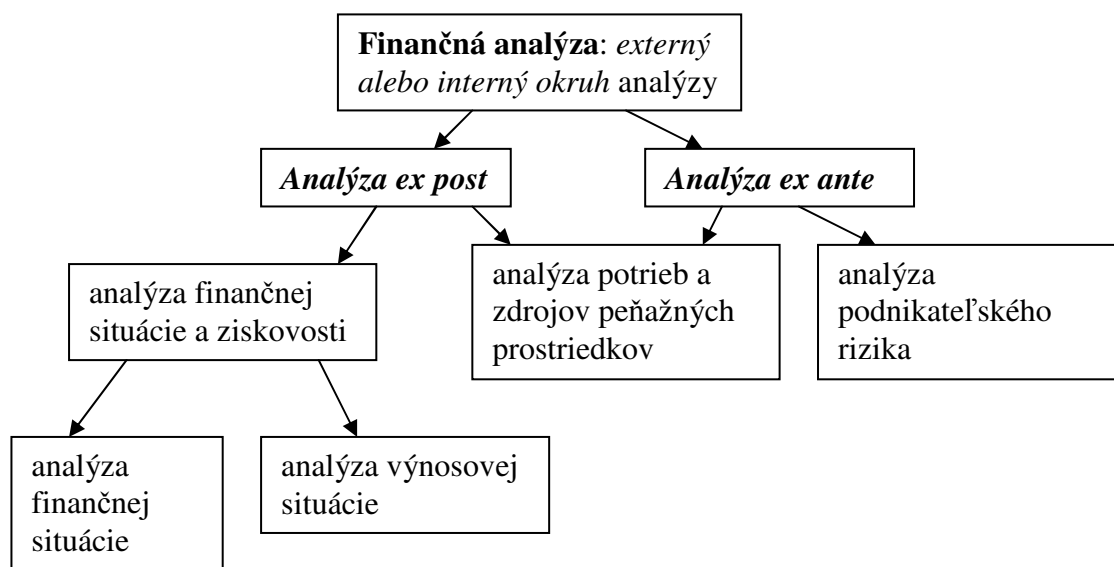 Finančná analýza: externý
alebo interný okruh analýzy
Analýza ex post
Analýza ex ante
analýza finančnej
situácie a ziskovosti
analýza potrieb a
zdrojov peňažných
prostriedkov
analýza
podnikateľského
rizika
analýza
finančnej
situácie
analýza výnosovej
situácie